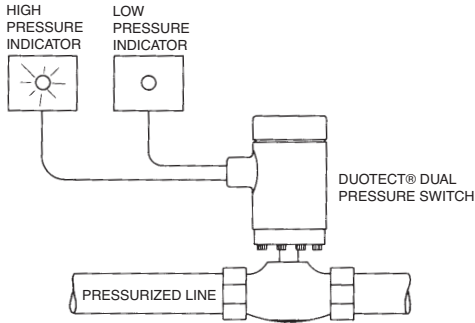 HIGH
PRESSURE
INDICATOR
LOW
PRESSURE
INDICATOR
DUOTECT® DUAL
PRESSURE SWITCH
PRESSURIZED LINE